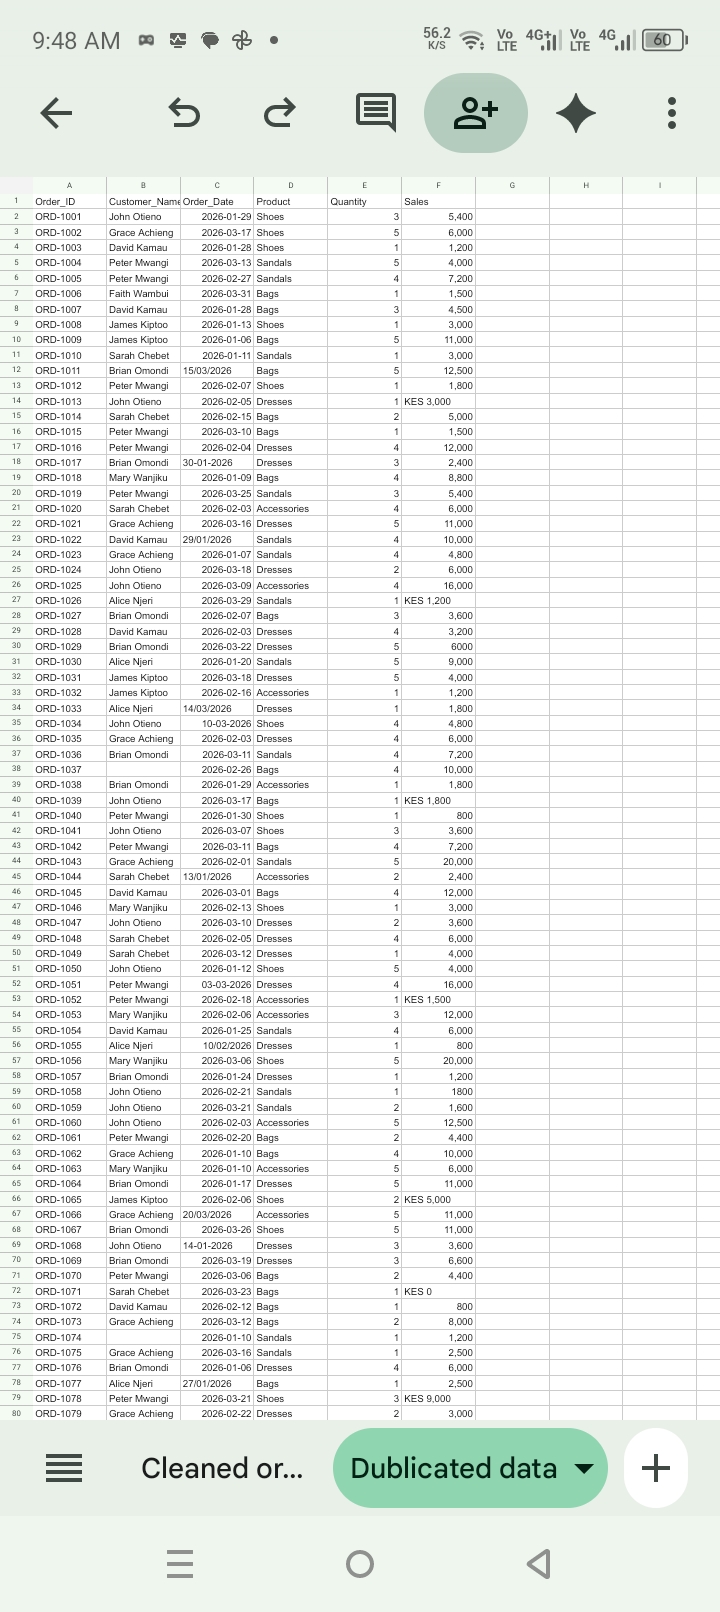 9:48 AM 56.2 K/S Vo LTE 4G+ Vo LTE 4G 60
A B C D E F G H I
1 Order_ID Customer_Name Order_Date Product Quantity Sales
2 ORD-1001 John Otieno 2026-01-29 Shoes 3 5,400
3 ORD-1002 Grace Achieng 2026-03-17 Shoes 5 6,000
4 ORD-1003 David Kamau 2026-01-28 Shoes 1 1,200
5 ORD-1004 Peter Mwangi 2026-03-13 Sandals 5 4,000
6 ORD-1005 Peter Mwangi 2026-02-27 Sandals 4 7,200
7 ORD-1006 Faith Wambui 2026-03-31 Bags 1 1,500
8 ORD-1007 David Kamau 2026-01-28 Bags 3 4,500
9 ORD-1008 James Kiptoo 2026-01-13 Shoes 1 3,000
10 ORD-1009 James Kiptoo 2026-01-06 Bags 5 11,000
11 ORD-1010 Sarah Chebet 2026-01-11 Sandals 1 3,000
12 ORD-1011 Brian Omondi 15/03/2026 Bags 5 12,500
13 ORD-1012 Peter Mwangi 2026-02-07 Shoes 1 1,800
14 ORD-1013 John Otieno 2026-02-05 Dresses 1 KES 3,000
15 ORD-1014 Sarah Chebet 2026-02-15 Bags 2 5,000
16 ORD-1015 Peter Mwangi 2026-03-10 Bags 1 1,500
17 ORD-1016 Peter Mwangi 2026-02-04 Dresses 4 12,000
18 ORD-1017 Brian Omondi 30-01-2026 Dresses 3 2,400
19 ORD-1018 Mary Wanjiku 2026-01-09 Bags 4 8,800
20 ORD-1019 Peter Mwangi 2026-03-25 Sandals 3 5,400
21 ORD-1020 Sarah Chebet 2026-02-03 Accessories 4 6,000
22 ORD-1021 Grace Achieng 2026-03-16 Dresses 5 11,000
23 ORD-1022 David Kamau 29/01/2026 Sandals 4 10,000
24 ORD-1023 Grace Achieng 2026-01-07 Sandals 4 4,800
25 ORD-1024 John Otieno 2026-03-18 Dresses 2 6,000
26 ORD-1025 John Otieno 2026-03-09 Accessories 4 16,000
27 ORD-1026 Alice Njeri 2026-03-29 Sandals 1 KES 1,200
28 ORD-1027 Brian Omondi 2026-02-07 Bags 3 3,600
29 ORD-1028 David Kamau 2026-02-03 Dresses 4 3,200
30 ORD-1029 Brian Omondi 2026-03-22 Dresses 5 6000
31 ORD-1030 Alice Njeri 2026-01-20 Sandals 5 9,000
32 ORD-1031 James Kiptoo 2026-03-18 Dresses 5 4,000
33 ORD-1032 James Kiptoo 2026-02-16 Accessories 1 1,200
34 ORD-1033 Alice Njeri 14/03/2026 Dresses 1 1,800
35 ORD-1034 John Otieno 10-03-2026 Shoes 4 4,800
36 ORD-1035 Grace Achieng 2026-02-03 Dresses 4 6,000
37 ORD-1036 Brian Omondi 2026-03-11 Sandals 4 7,200
38 ORD-1037 2026-02-26 Bags 4 10,000
39 ORD-1038 Brian Omondi 2026-01-29 Accessories 1 1,800
40 ORD-1039 John Otieno 2026-03-17 Bags 1 KES 1,800
41 ORD-1040 Peter Mwangi 2026-01-30 Shoes 1 800
42 ORD-1041 John Otieno 2026-03-07 Shoes 3 3,600
43 ORD-1042 Peter Mwangi 2026-03-11 Bags 4 7,200
44 ORD-1043 Grace Achieng 2026-02-01 Sandals 5 20,000
45 ORD-1044 Sarah Chebet 13/01/2026 Accessories 2 2,400
46 ORD-1045 David Kamau 2026-03-01 Bags 4 12,000
47 ORD-1046 Mary Wanjiku 2026-02-13 Shoes 1 3,000
48 ORD-1047 John Otieno 2026-03-10 Dresses 2 3,600
49 ORD-1048 Sarah Chebet 2026-02-05 Dresses 4 6,000
50 ORD-1049 Sarah Chebet 2026-03-12 Dresses 1 4,000
51 ORD-1050 John Otieno 2026-01-12 Shoes 5 4,000
52 ORD-1051 Peter Mwangi 03-03-2026 Dresses 4 16,000
53 ORD-1052 Peter Mwangi 2026-02-18 Accessories 1 KES 1,500
54 ORD-1053 Mary Wanjiku 2026-02-06 Accessories 3 12,000
55 ORD-1054 David Kamau 2026-01-25 Sandals 4 6,000
56 ORD-1055 Alice Njeri 10/02/2026 Dresses 1 800
57 ORD-1056 Mary Wanjiku 2026-03-06 Shoes 5 20,000
58 ORD-1057 Brian Omondi 2026-01-24 Dresses 1 1,200
59 ORD-1058 John Otieno 2026-02-21 Sandals 1 1800
60 ORD-1059 John Otieno 2026-03-21 Sandals 2 1,600
61 ORD-1060 John Otieno 2026-02-03 Accessories 5 12,500
62 ORD-1061 Peter Mwangi 2026-02-20 Bags 2 4,400
63 ORD-1062 Grace Achieng 2026-01-10 Bags 4 10,000
64 ORD-1063 Mary Wanjiku 2026-01-10 Accessories 5 6,000
65 ORD-1064 Brian Omondi 2026-01-17 Dresses 5 11,000
66 ORD-1065 James Kiptoo 2026-02-06 Shoes 2 KES 5,000
67 ORD-1066 Grace Achieng 20/03/2026 Accessories 5 11,000
68 ORD-1067 Brian Omondi 2026-03-26 Shoes 5 11,000
69 ORD-1068 John Otieno 14-01-2026 Dresses 3 3,600
70 ORD-1069 Brian Omondi 2026-03-19 Dresses 3 6,600
71 ORD-1070 Peter Mwangi 2026-03-06 Bags 2 4,400
72 ORD-1071 Sarah Chebet 2026-03-23 Bags 1 KES 0
73 ORD-1072 David Kamau 2026-02-12 Bags 1 800
74 ORD-1073 Grace Achieng 2026-03-12 Bags 2 8,000
75 ORD-1074 2026-01-10 Sandals 1 1,200
76 ORD-1075 Grace Achieng 2026-03-16 Sandals 1 2,500
77 ORD-1076 Brian Omondi 2026-01-06 Dresses 4 6,000
78 ORD-1077 Alice Njeri 27/01/2026 Bags 1 2,500
79 ORD-1078 Peter Mwangi 2026-03-21 Shoes 3 KES 9,000
80 ORD-1079 Grace Achieng 2026-02-22 Dresses 2 3,000
Cleaned or... Dublicated data